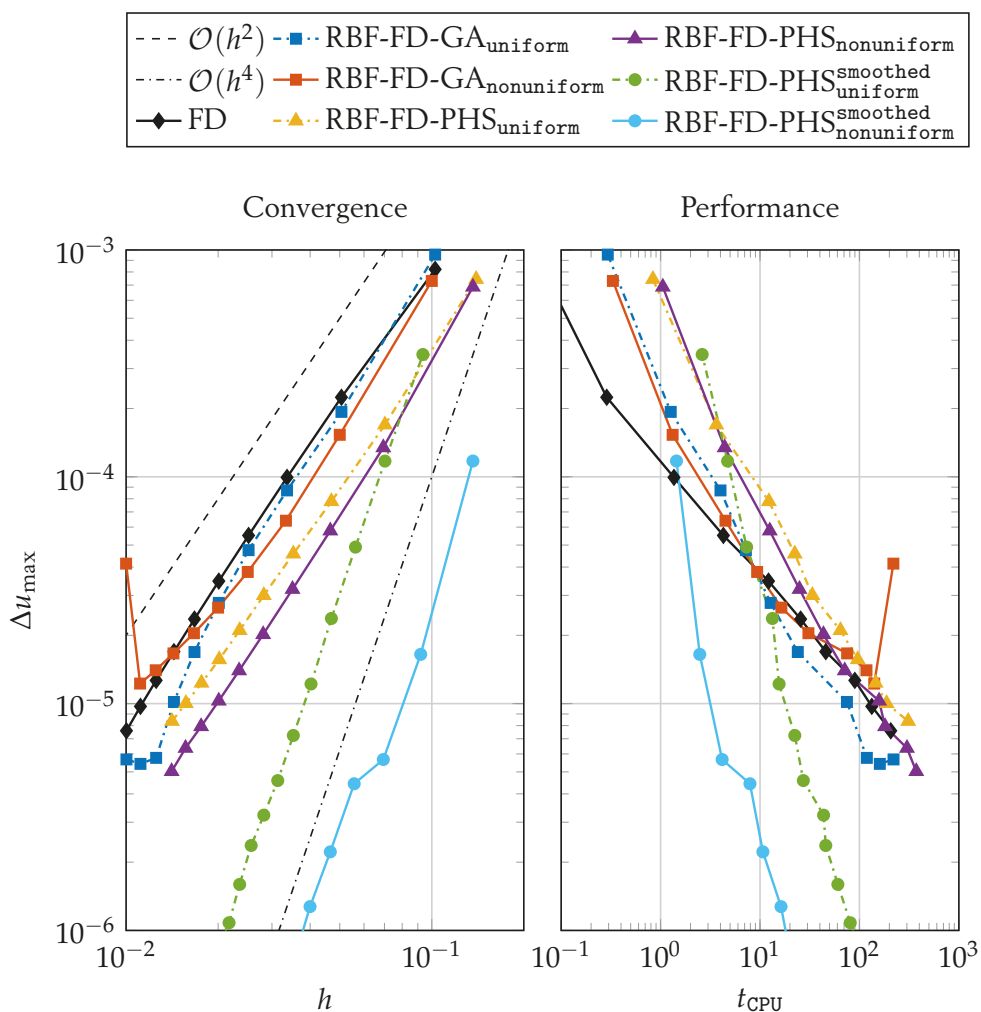 O(h²) RBF-FD-GA_uniform RBF-FD-PHS_nonuniform
O(h⁴) RBF-FD-GA_nonuniform RBF-FD-PHS^smoothed_uniform
FD RBF-FD-PHS_uniform RBF-FD-PHS^smoothed_nonuniform
Convergence Performance
10⁻³
10⁻⁴
Δu_max
10⁻⁵
10⁻⁶
10⁻² 10⁻¹ 10⁻¹ 10⁰ 10¹ 10² 10³
h t_CPU